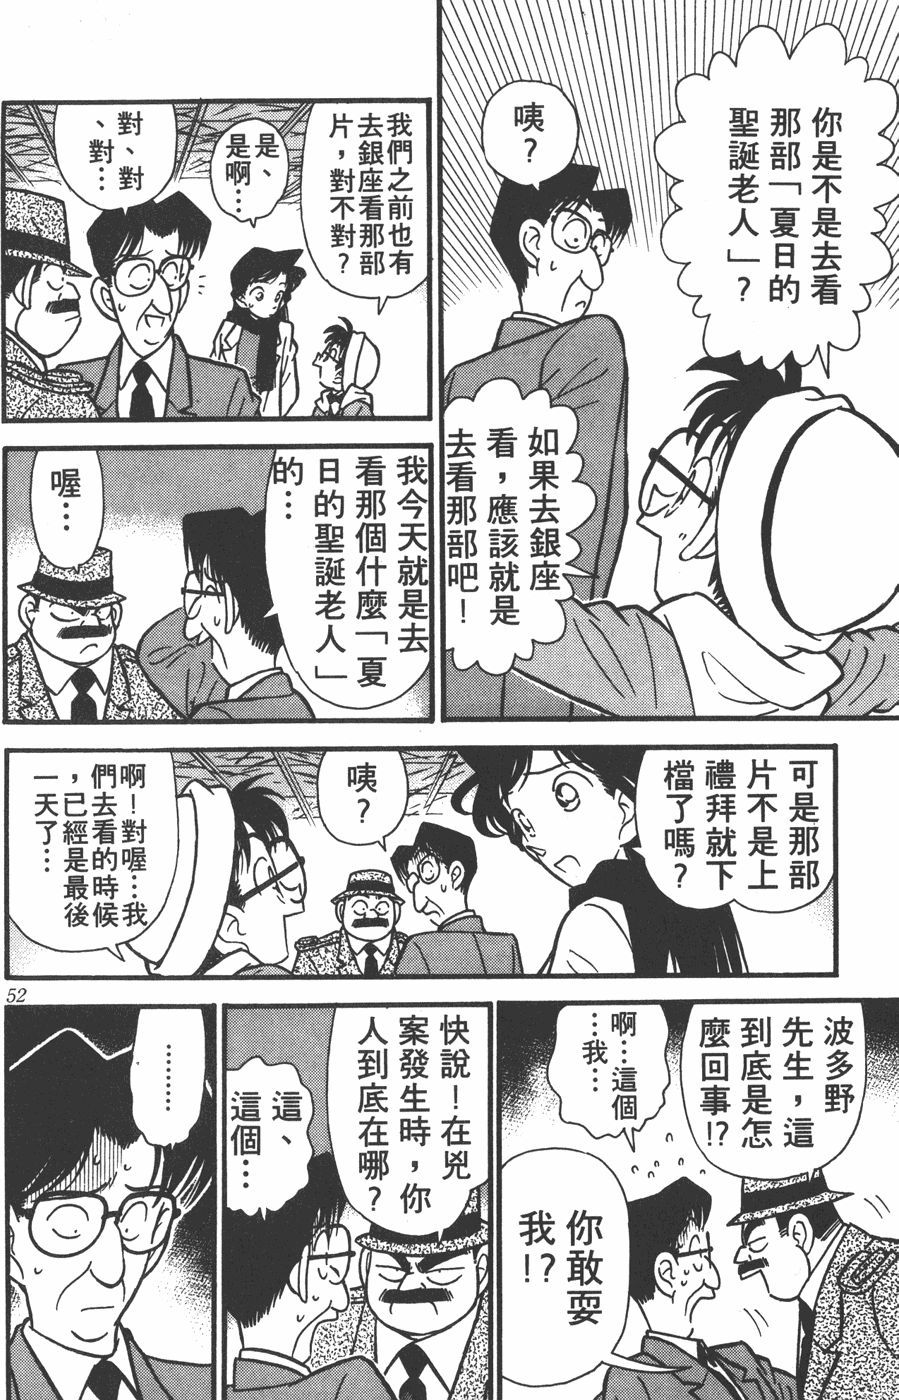 你是不是去看
那部「夏日的
聖誕老人」?
咦?
如果去銀座
看，應該就是
去看那部吧!
我們之前也有
去銀座看那部
片，對不對?
是、
是啊…
對、對
、對…
我今天就是去
看那個什麼「夏
日的聖誕老人」
的…
喔…
可是那部
片不是上
禮拜就下
檔了嗎?
咦?
啊!對喔…我
們去看的時候
，已經是最後
一天了…
波多野
先生，這
到底是怎
麼回事!?
啊…這個
…我…
你敢耍
我!?
快說!在兇
案發生時，你
人到底在哪?
這、
這個…
………
52